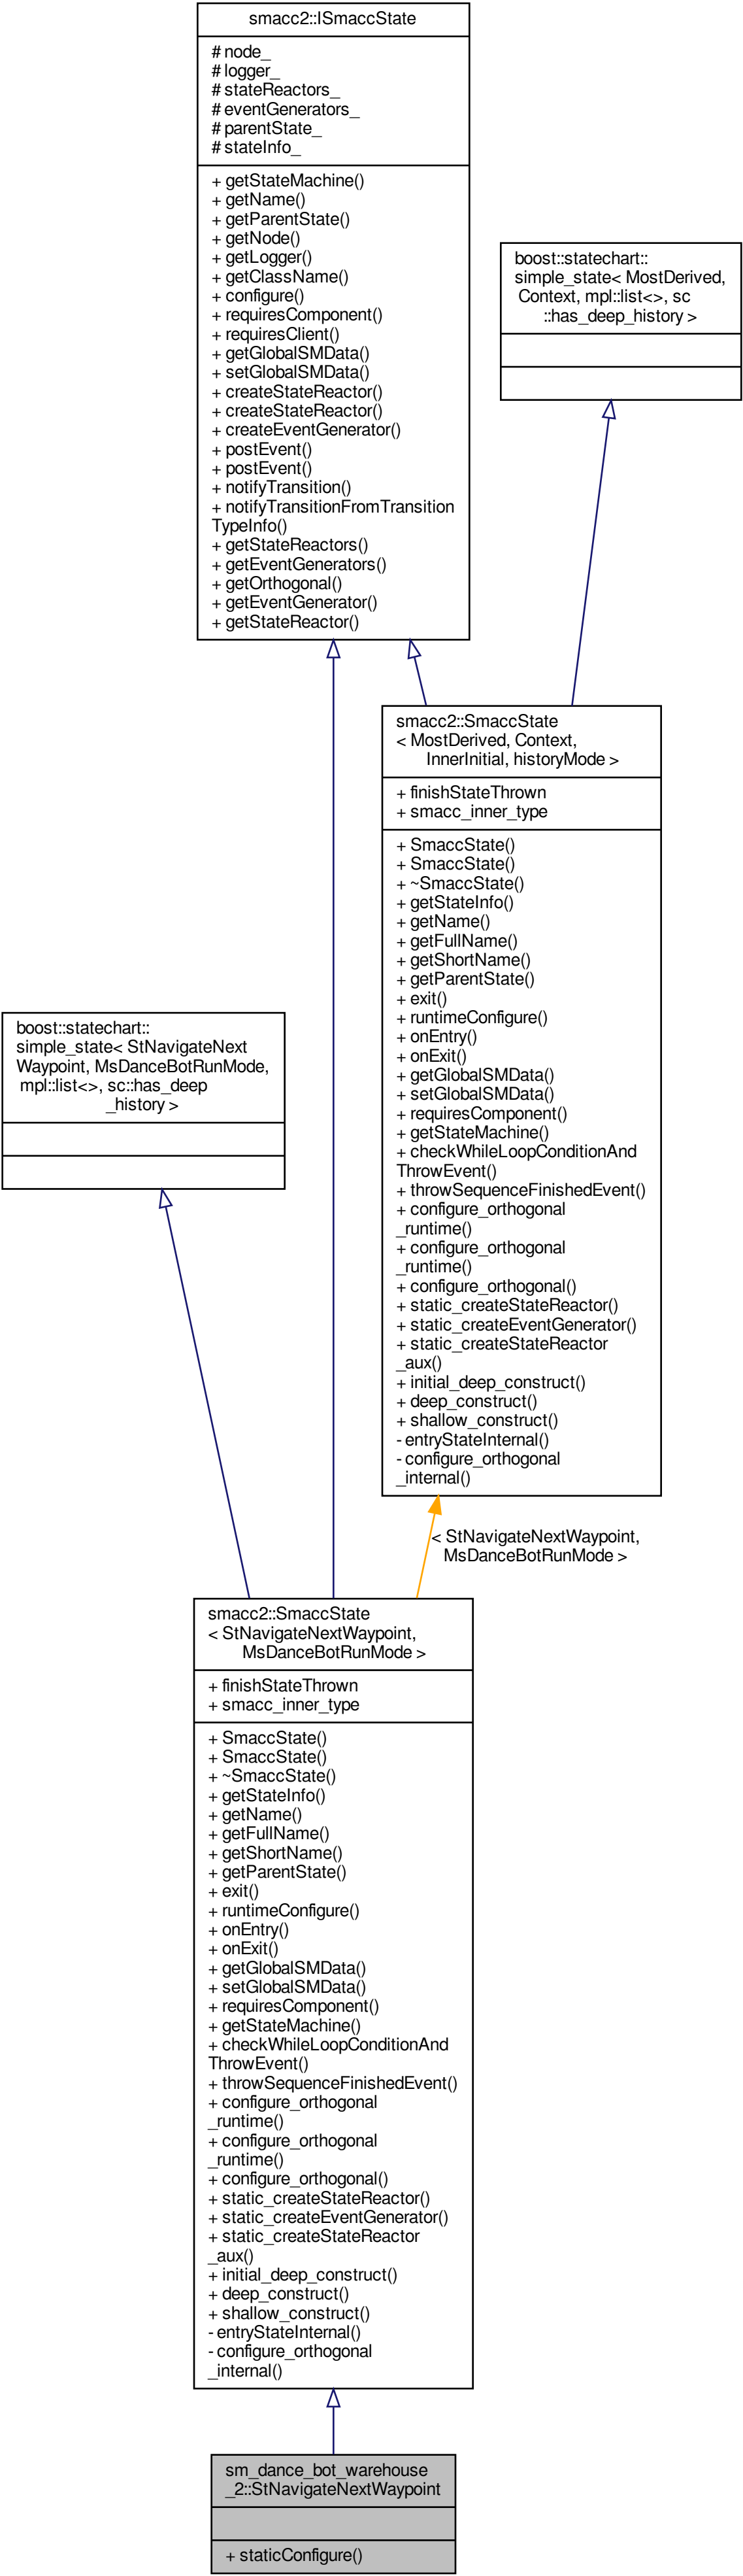 smacc2::ISmaccState
# node_
# logger_
# stateReactors_
# eventGenerators_
# parentState_
# stateInfo_
+ getStateMachine()
+ getName()
+ getParentState()
+ getNode()
+ getLogger()
+ getClassName()
+ configure()
+ requiresComponent()
+ requiresClient()
+ getGlobalSMData()
+ setGlobalSMData()
+ createStateReactor()
+ createStateReactor()
+ createEventGenerator()
+ postEvent()
+ postEvent()
+ notifyTransition()
+ notifyTransitionFromTransition
TypeInfo()
+ getStateReactors()
+ getEventGenerators()
+ getOrthogonal()
+ getEventGenerator()
+ getStateReactor()
boost::statechart::
simple_state< MostDerived,
Context, mpl::list<>, sc
::has_deep_history >
smacc2::SmaccState
< MostDerived, Context,
InnerInitial, historyMode >
+ finishStateThrown
+ smacc_inner_type
+ SmaccState()
+ SmaccState()
+ ~SmaccState()
+ getStateInfo()
+ getName()
+ getFullName()
+ getShortName()
+ getParentState()
+ exit()
+ runtimeConfigure()
+ onEntry()
+ onExit()
+ getGlobalSMData()
+ setGlobalSMData()
+ requiresComponent()
+ getStateMachine()
+ checkWhileLoopConditionAnd
ThrowEvent()
+ throwSequenceFinishedEvent()
+ configure_orthogonal
_runtime()
+ configure_orthogonal
_runtime()
+ configure_orthogonal()
+ static_createStateReactor()
+ static_createEventGenerator()
+ static_createStateReactor
_aux()
+ initial_deep_construct()
+ deep_construct()
+ shallow_construct()
- entryStateInternal()
- configure_orthogonal
_internal()
boost::statechart::
simple_state< StNavigateNext
Waypoint, MsDanceBotRunMode,
mpl::list<>, sc::has_deep
_history >
< StNavigateNextWaypoint,
MsDanceBotRunMode >
smacc2::SmaccState
< StNavigateNextWaypoint,
MsDanceBotRunMode >
+ finishStateThrown
+ smacc_inner_type
+ SmaccState()
+ SmaccState()
+ ~SmaccState()
+ getStateInfo()
+ getName()
+ getFullName()
+ getShortName()
+ getParentState()
+ exit()
+ runtimeConfigure()
+ onEntry()
+ onExit()
+ getGlobalSMData()
+ setGlobalSMData()
+ requiresComponent()
+ getStateMachine()
+ checkWhileLoopConditionAnd
ThrowEvent()
+ throwSequenceFinishedEvent()
+ configure_orthogonal
_runtime()
+ configure_orthogonal
_runtime()
+ configure_orthogonal()
+ static_createStateReactor()
+ static_createEventGenerator()
+ static_createStateReactor
_aux()
+ initial_deep_construct()
+ deep_construct()
+ shallow_construct()
- entryStateInternal()
- configure_orthogonal
_internal()
sm_dance_bot_warehouse
_2::StNavigateNextWaypoint
+ staticConfigure()